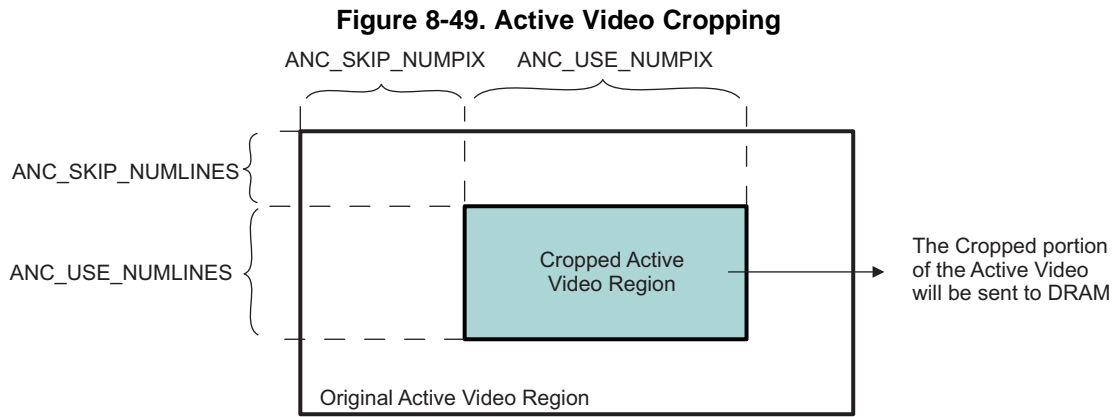 Figure 8-49. Active Video Cropping
ANC_SKIP_NUMPIX
ANC_USE_NUMPIX
ANC_SKIP_NUMLINES
ANC_USE_NUMLINES
Cropped Active
Video Region
The Cropped portion
of the Active Video
will be sent to DRAM
Original Active Video Region